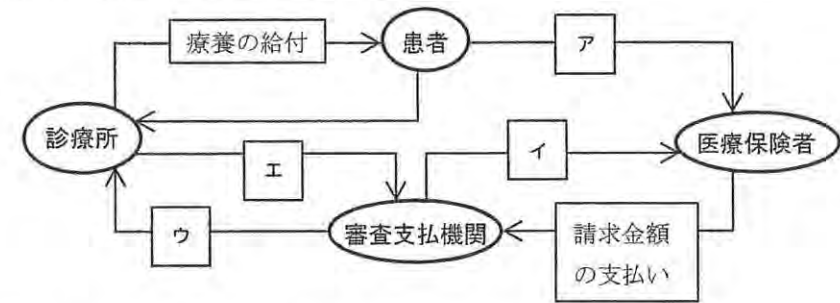 療養の給付
患者
ア
診療所
医療保険者
エ
イ
ウ
審査支払機関
請求金額
の支払い